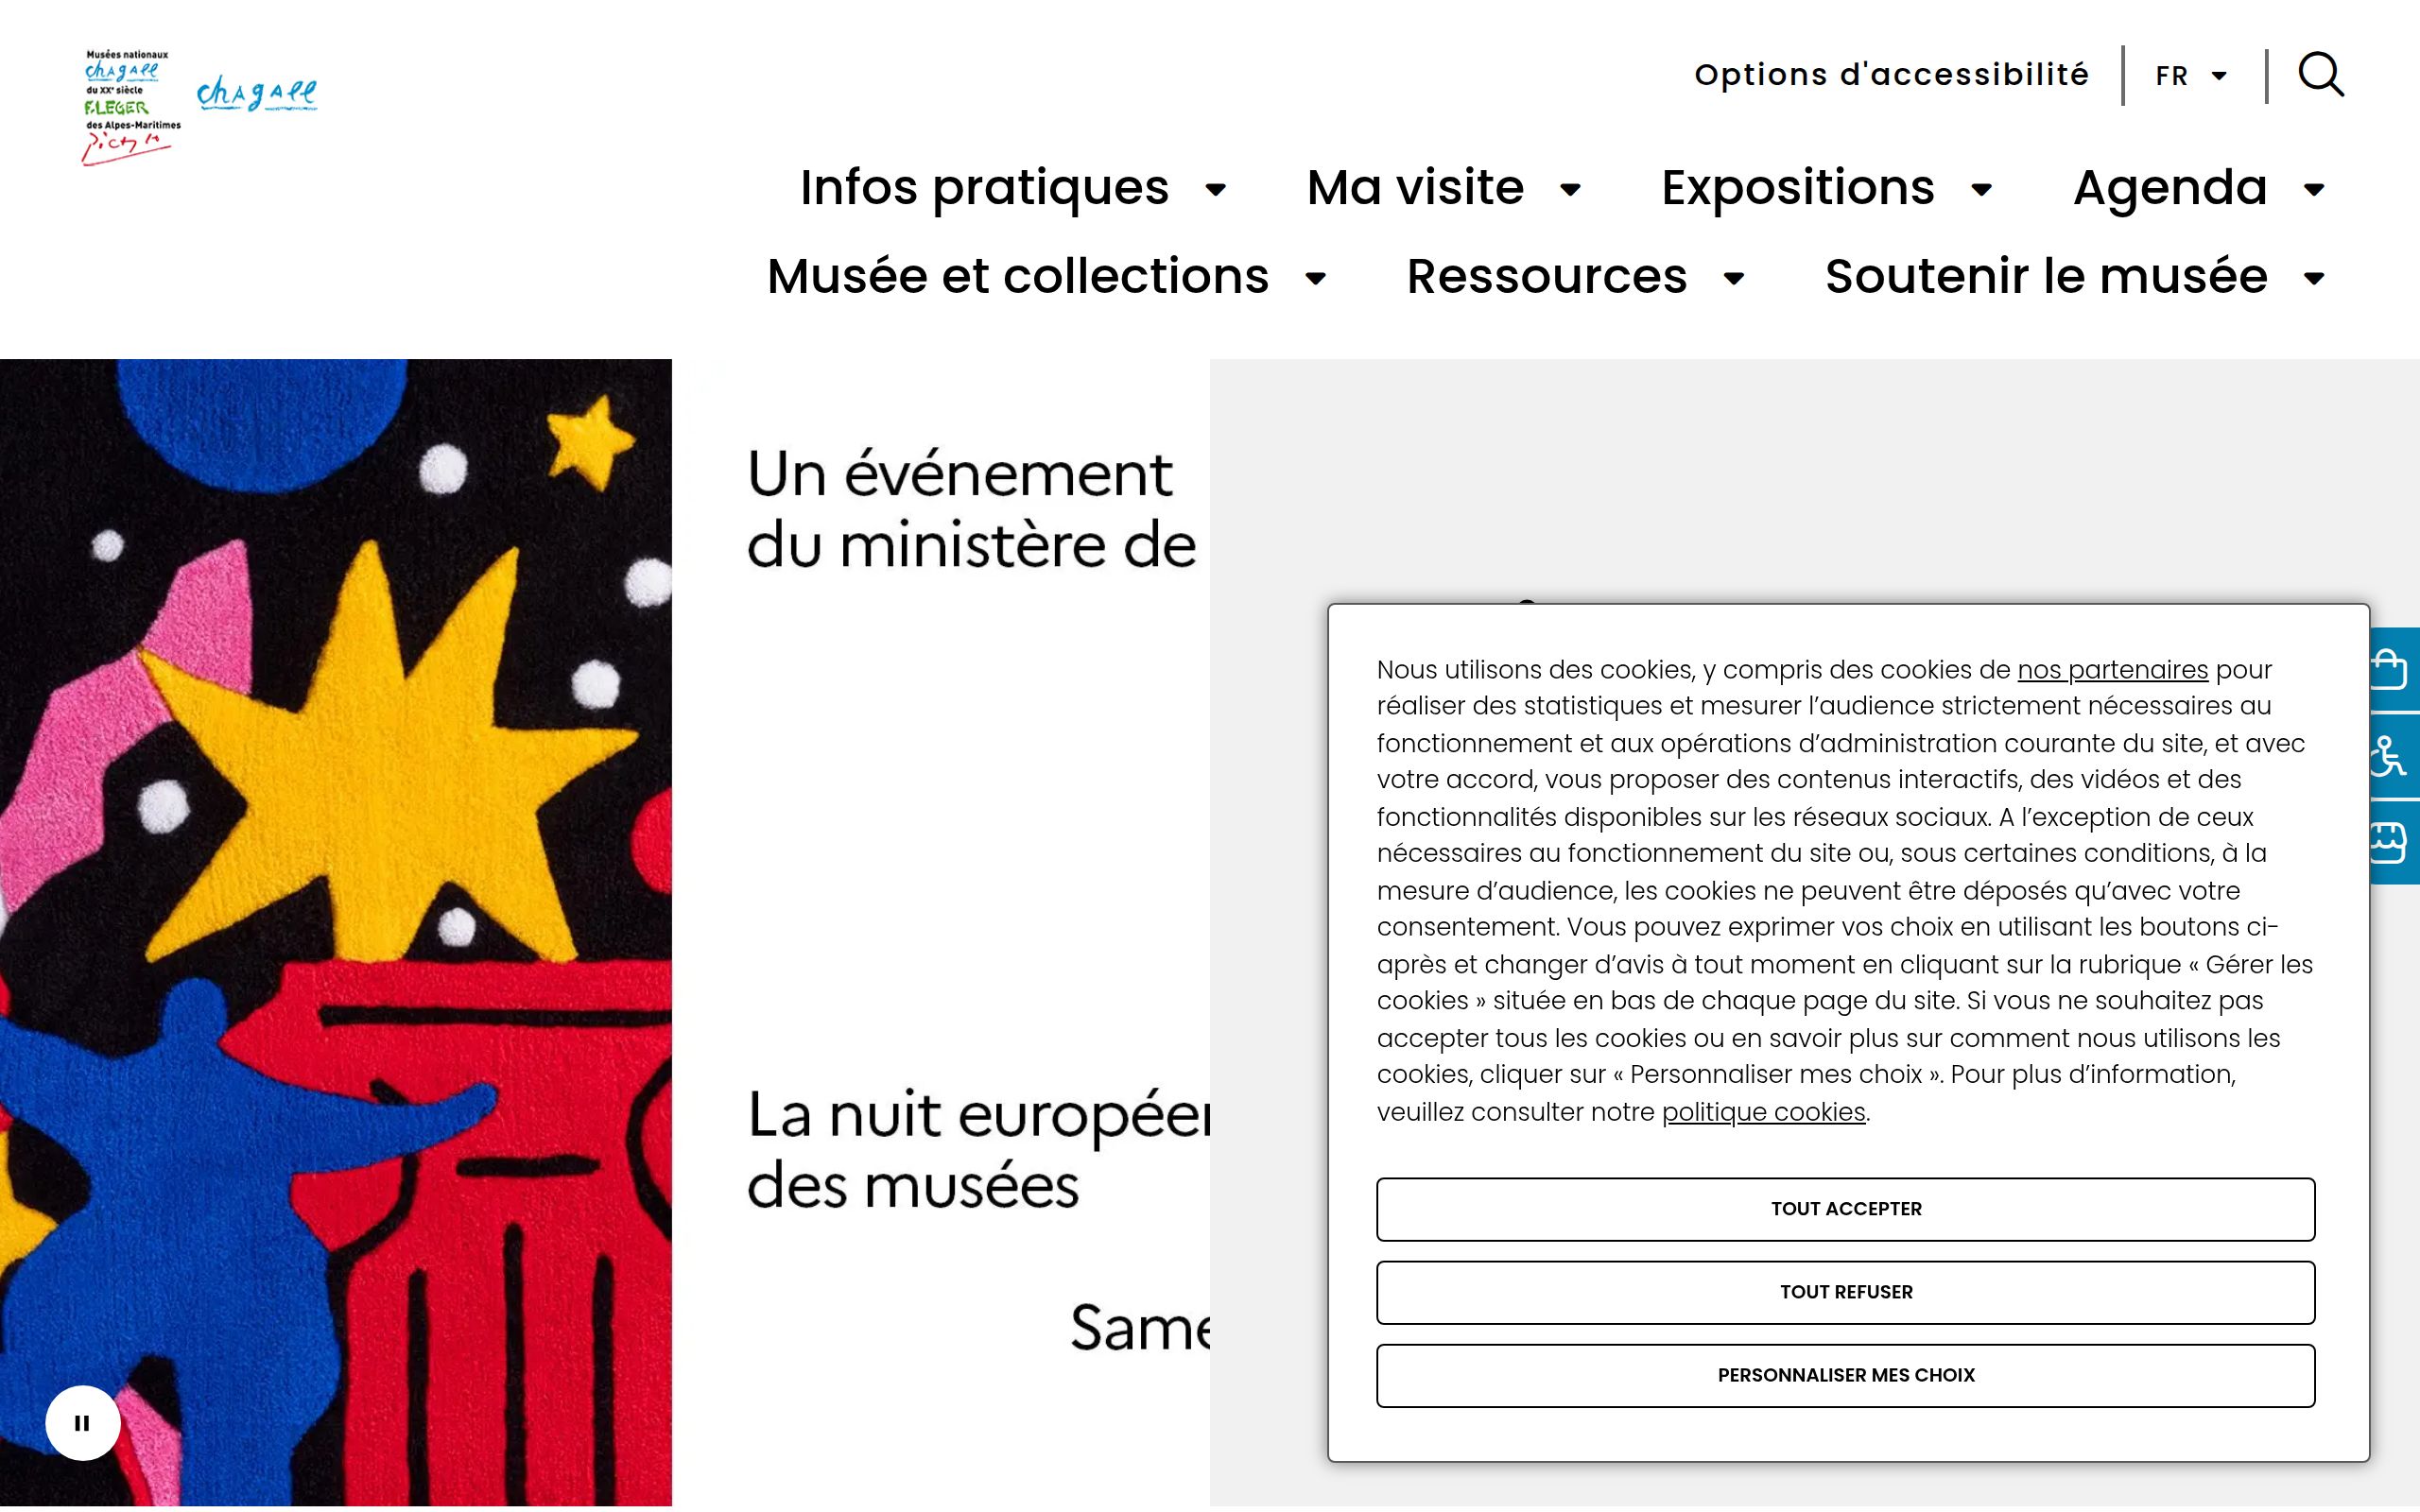 Musées nationaux
chagall
du XXe siècle
F.LEGER
des Alpes-Maritimes
Picasso
chagall
Options d'accessibilité
FR
Infos pratiques
Ma visite
Expositions
Agenda
Musée et collections
Ressources
Soutenir le musée
Un événement
du ministère de
La nuit européen
des musées
Same
Nous utilisons des cookies, y compris des cookies de nos partenaires pour
réaliser des statistiques et mesurer l’audience strictement nécessaires au
fonctionnement et aux opérations d’administration courante du site, et avec
votre accord, vous proposer des contenus interactifs, des vidéos et des
fonctionnalités disponibles sur les réseaux sociaux. A l’exception de ceux
nécessaires au fonctionnement du site ou, sous certaines conditions, à la
mesure d’audience, les cookies ne peuvent être déposés qu’avec votre
consentement. Vous pouvez exprimer vos choix en utilisant les boutons ci-
après et changer d’avis à tout moment en cliquant sur la rubrique « Gérer les
cookies » située en bas de chaque page du site. Si vous ne souhaitez pas
accepter tous les cookies ou en savoir plus sur comment nous utilisons les
cookies, cliquer sur « Personnaliser mes choix ». Pour plus d’information,
veuillez consulter notre politique cookies.
TOUT ACCEPTER
TOUT REFUSER
PERSONNALISER MES CHOIX